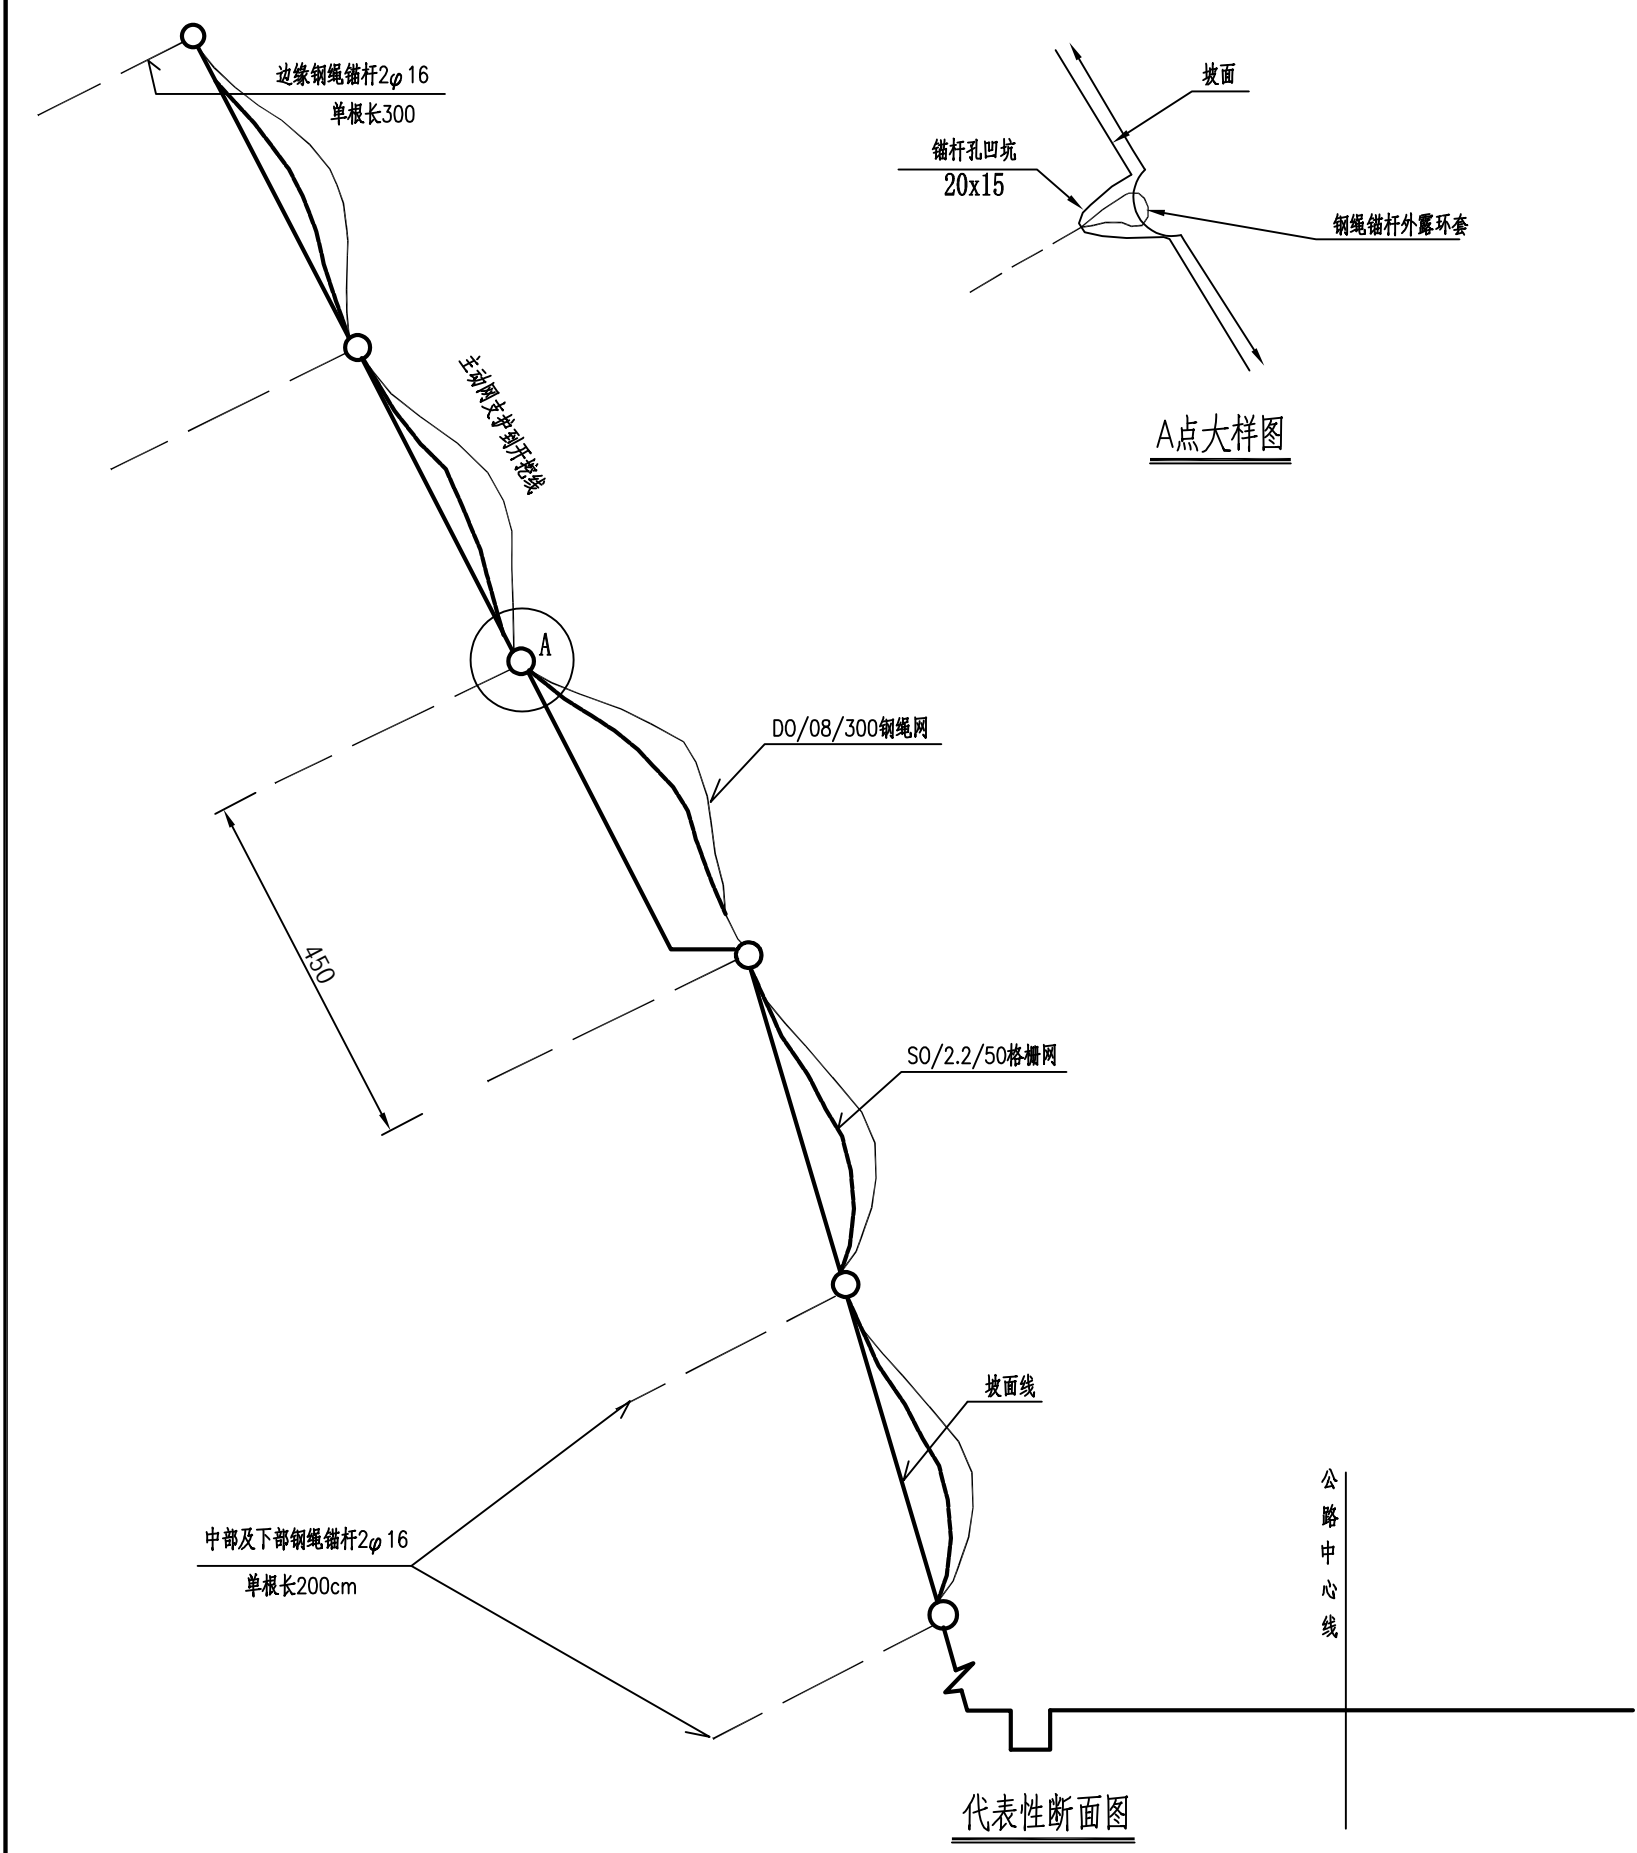 边缘钢绳锚杆2φ16
单根长300
坡面
锚杆孔凹坑
20x15
钢绳锚杆外露环套
A点大样图
主动网支护到开挖线
A
DO/08/300钢绳网
450
SO/2.2/50格栅网
坡面线
中部及下部钢绳锚杆2φ16
单根长200cm
公路中心线
代表性断面图